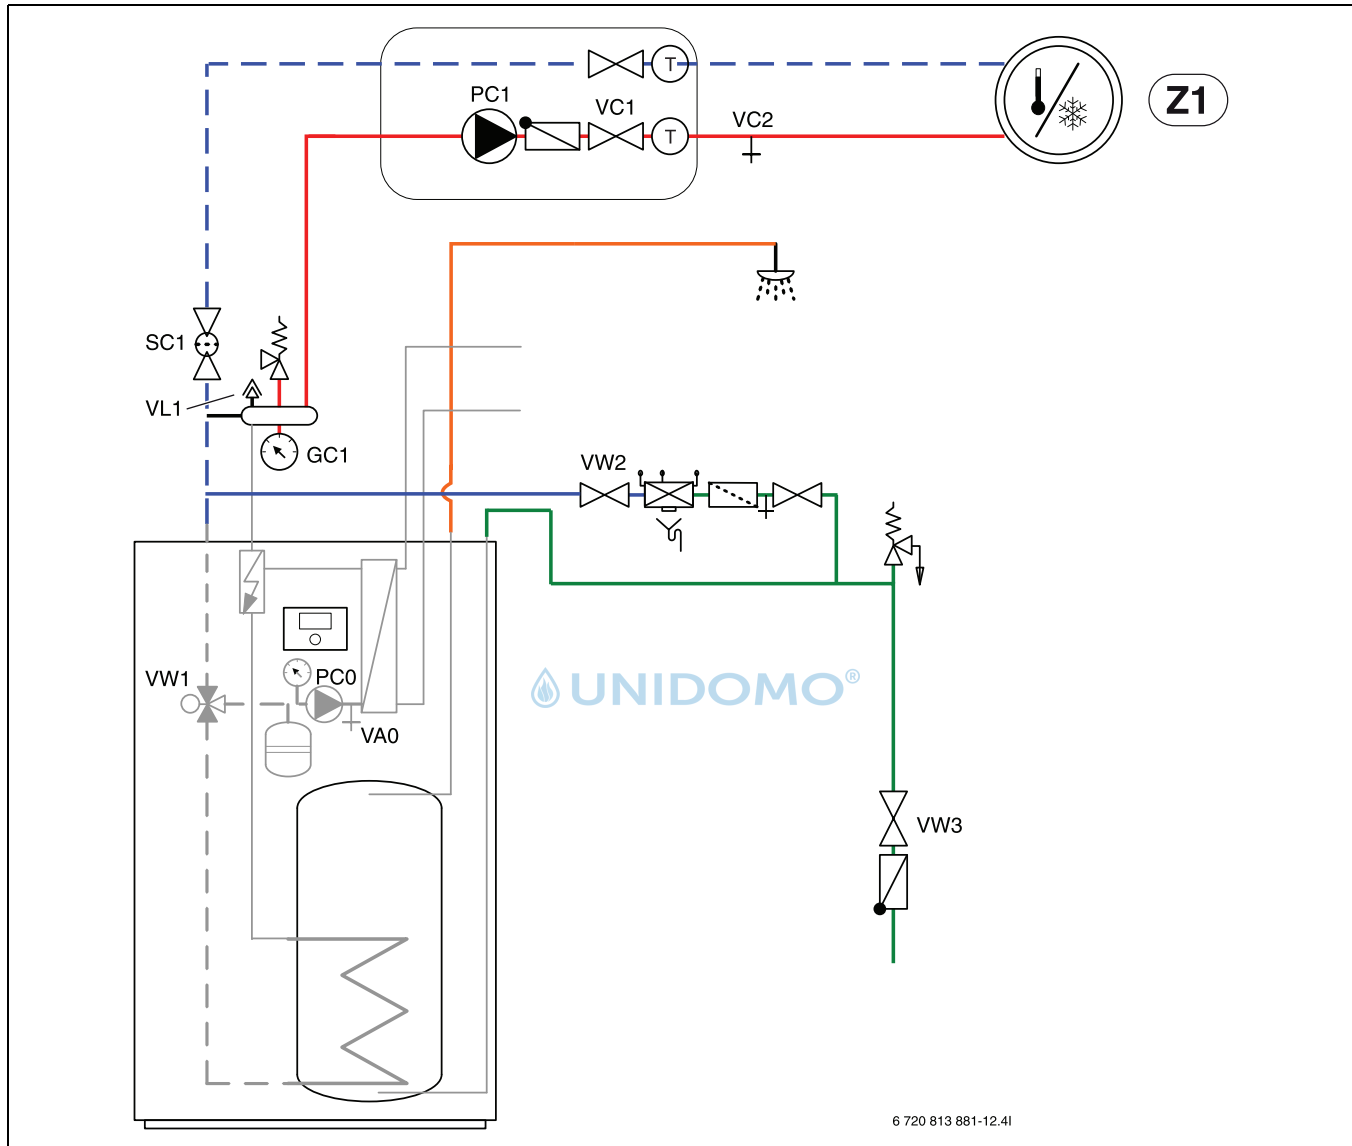 T
PC1
VC1
T
VC2
Z1
SC1
VL1
GC1
VW2
VW1
PC0
VA0
UNIDOMO®
VW3
6 720 813 881-12.4I